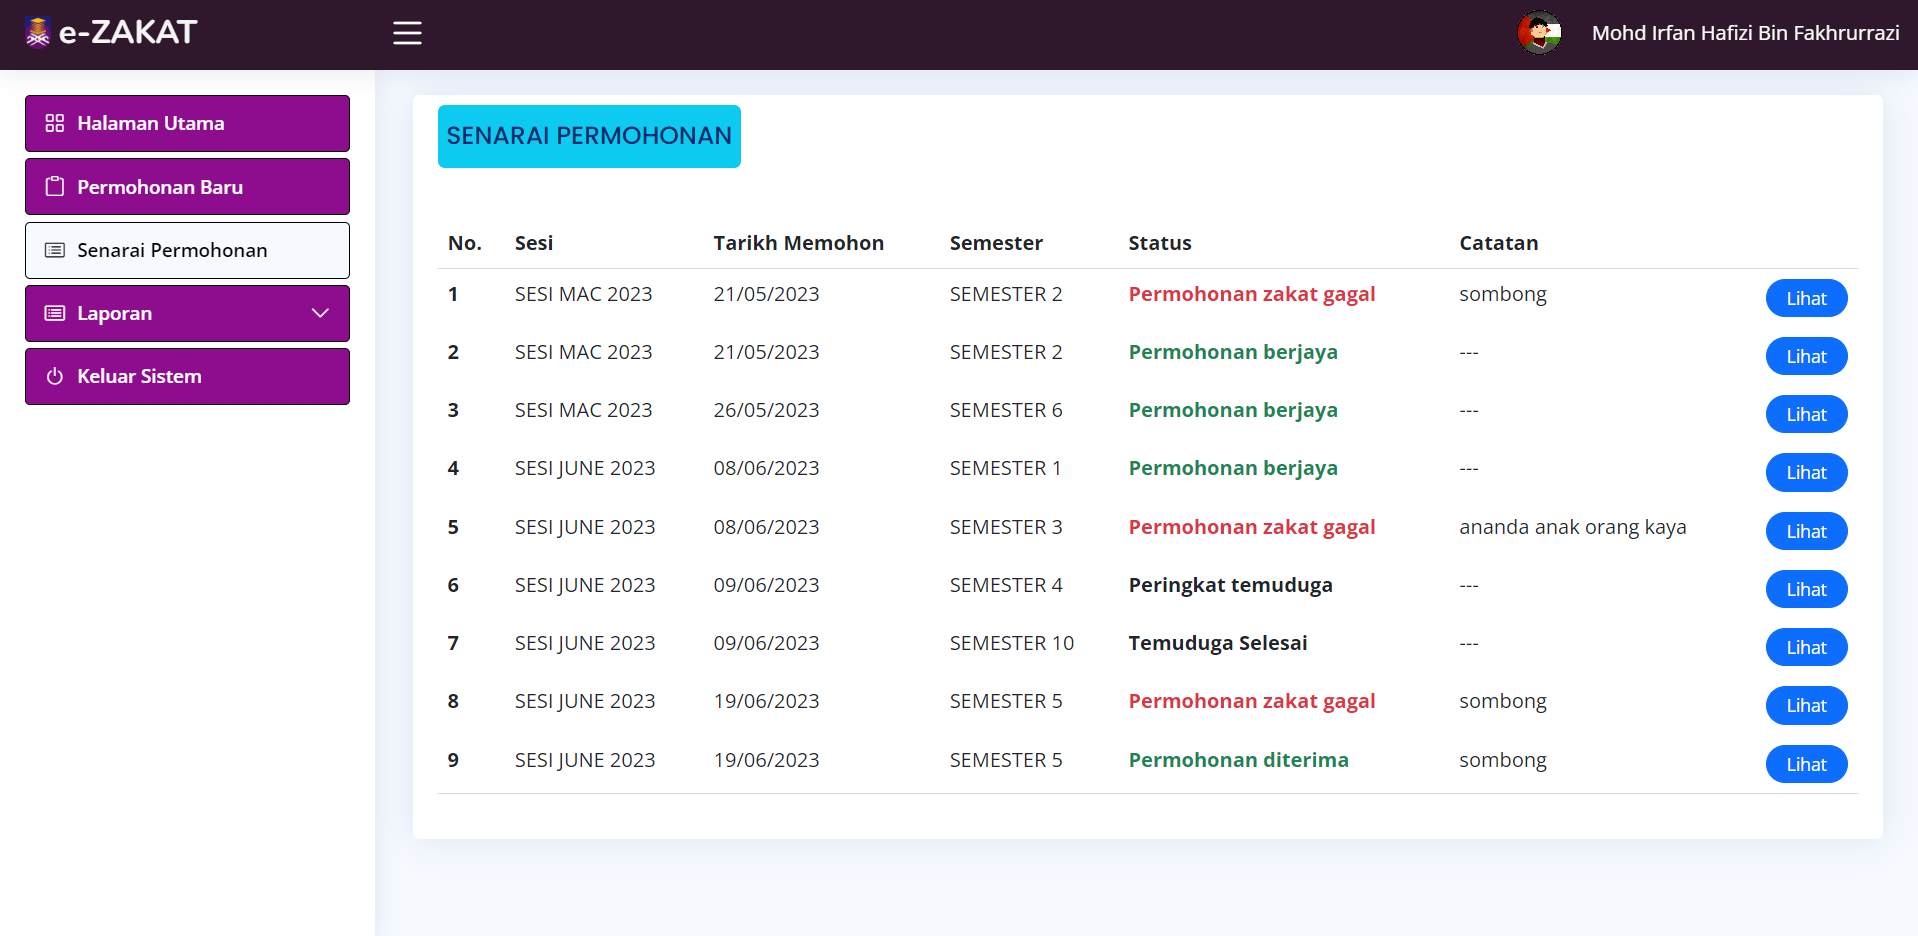 e-ZAKAT
Mohd Irfan Hafizi Bin Fakhrurrazi
Halaman Utama
Permohonan Baru
Senarai Permohonan
Laporan
Keluar Sistem
SENARAI PERMOHONAN
No. Sesi Tarikh Memohon Semester Status Catatan
1 SESI MAC 2023 21/05/2023 SEMESTER 2 Permohonan zakat gagal sombong Lihat
2 SESI MAC 2023 21/05/2023 SEMESTER 2 Permohonan berjaya --- Lihat
3 SESI MAC 2023 26/05/2023 SEMESTER 6 Permohonan berjaya --- Lihat
4 SESI JUNE 2023 08/06/2023 SEMESTER 1 Permohonan berjaya --- Lihat
5 SESI JUNE 2023 08/06/2023 SEMESTER 3 Permohonan zakat gagal ananda anak orang kaya Lihat
6 SESI JUNE 2023 09/06/2023 SEMESTER 4 Peringkat temuduga --- Lihat
7 SESI JUNE 2023 09/06/2023 SEMESTER 10 Temuduga Selesai --- Lihat
8 SESI JUNE 2023 19/06/2023 SEMESTER 5 Permohonan zakat gagal sombong Lihat
9 SESI JUNE 2023 19/06/2023 SEMESTER 5 Permohonan diterima sombong Lihat